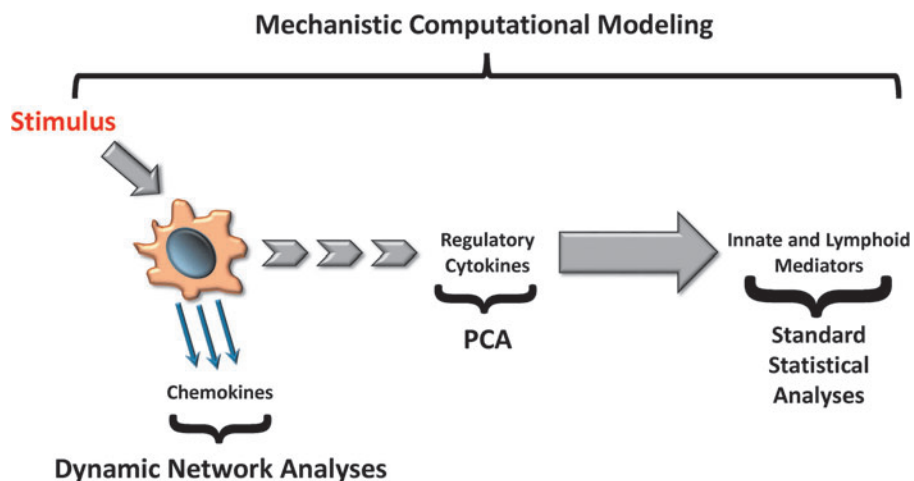 Mechanistic Computational Modeling
Stimulus
Regulatory
Cytokines
Innate and Lymphoid
Mediators
PCA
Standard
Statistical
Analyses
Chemokines
Dynamic Network Analyses